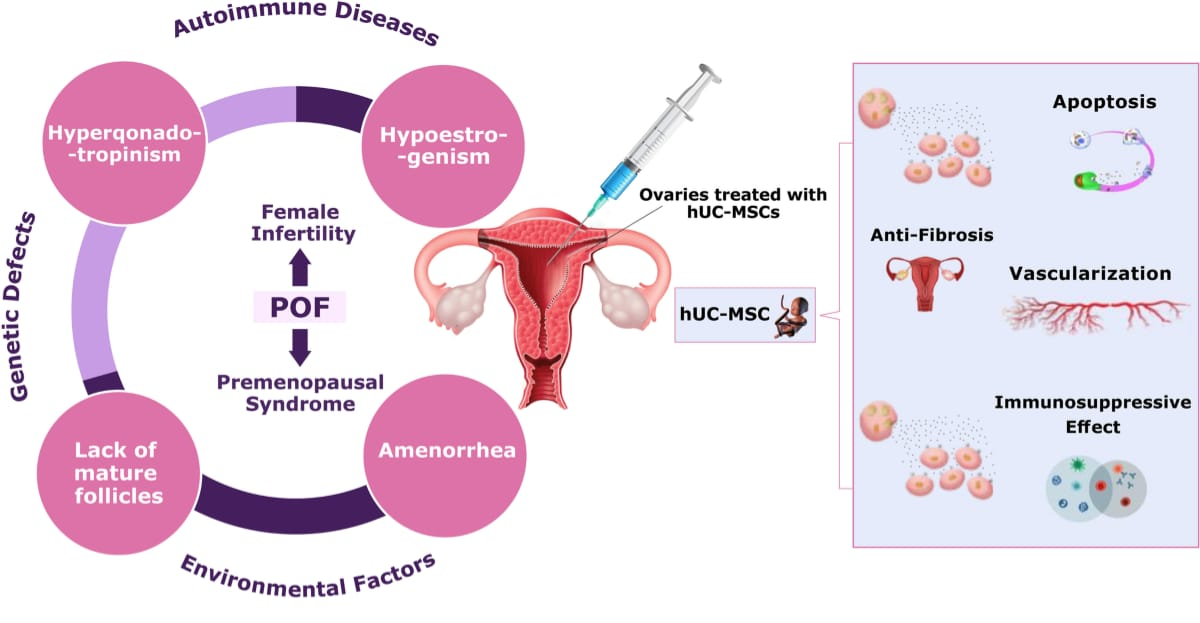 Autoimmune Diseases
Hyperqonado-
-tropinism
Hypoestro-
-genism
Genetic Defects
Female
Infertility
POF
Premenopausal
Syndrome
Lack of
mature
follicles
Amenorrhea
Environmental Factors
Ovaries treated with
hUC-MSCs
hUC-MSC
Apoptosis
Anti-Fibrosis
Vascularization
Immunosuppressive
Effect